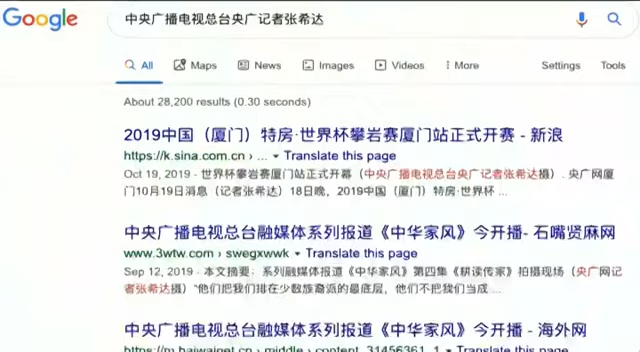 Google 中央广播电视总台央广记者张希达
All Maps News Images Videos More Settings Tools
About 28,200 results (0.30 seconds)
2019中国（厦门）特房·世界杯攀岩赛厦门站正式开赛 - 新浪
https://k.sina.com.cn › ... Translate this page
Oct 19, 2019 - 世界杯攀岩赛厦门站正式开幕（中央广播电视总台央广记者张希达摄）. 央广网厦
门10月19日消息（记者张希达）18日晚，2019中国（厦门）特房·世界杯 ...
中央广播电视总台融媒体系列报道《中华家风》今开播- 石嘴贤麻网
www.3wtw.com › swegxwwk Translate this page
Sep 12, 2019 - 本文摘要：系列融媒体报道《中华家风》第四集《耕读传家》拍摄现场（央广网记
者张希达摄）“他们把我们排在少数族裔派的最底层，他们不把我们当成 ...
中央广播电视总台融媒体系列报道《中华家风》今开播 - 海外网
https://m.haiwainet.cn › middle › content_31456361_1 Translate this page